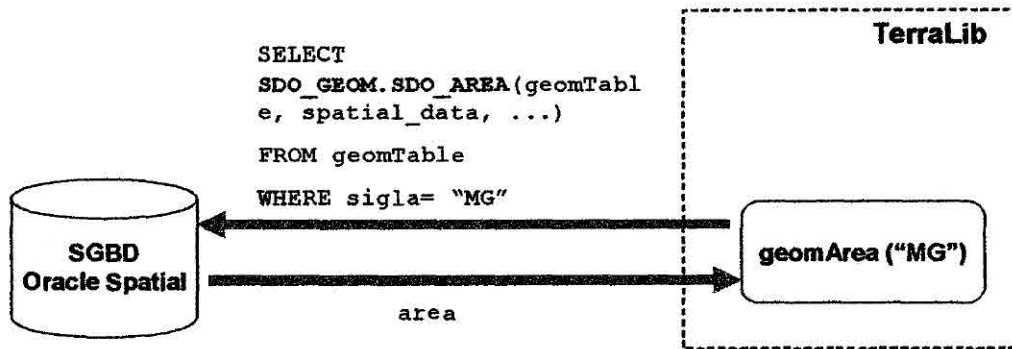 TerraLib
SELECT
SDO_GEOM.SDO_AREA(geomTabl
e, spatial_data, ...)
FROM geomTable
WHERE sigla= “MG”
SGBD
Oracle Spatial
geomArea (“MG”)
area